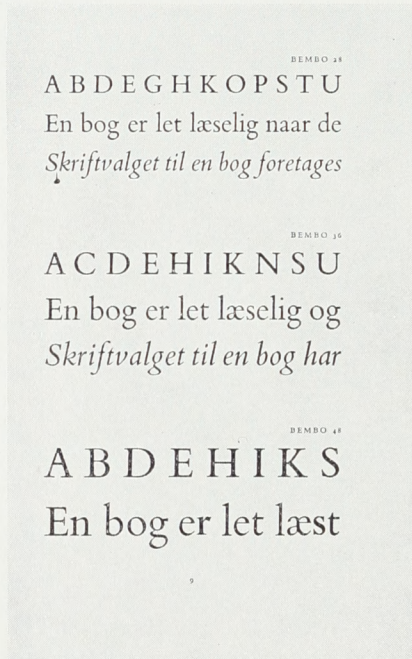 BEMBO 28
ABDEGHKOPSTU
En bog er let læselig naar de
Skriftvalget til en bog foretages
BEMBO 36
ACDEHIKNSU
En bog er let læselig og
Skriftvalget til en bog har
BEMBO 48
ABDEHIKS
En bog er let læst
9